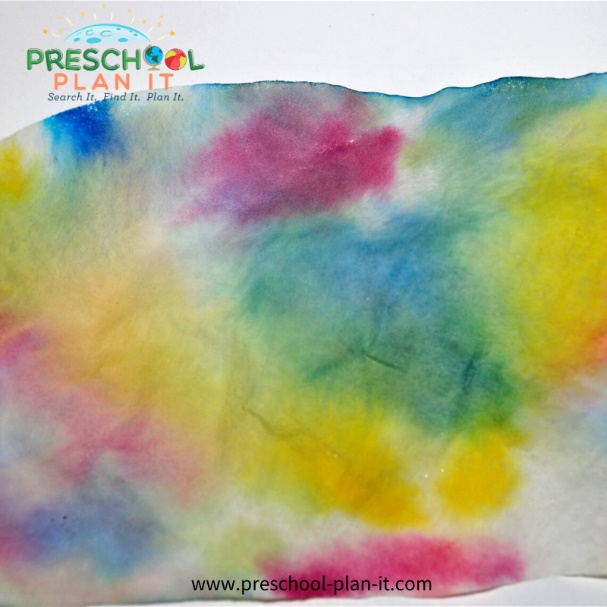 PRESCHOOL
PLAN IT
Search It. Find It. Plan It.
www.preschool-plan-it.com